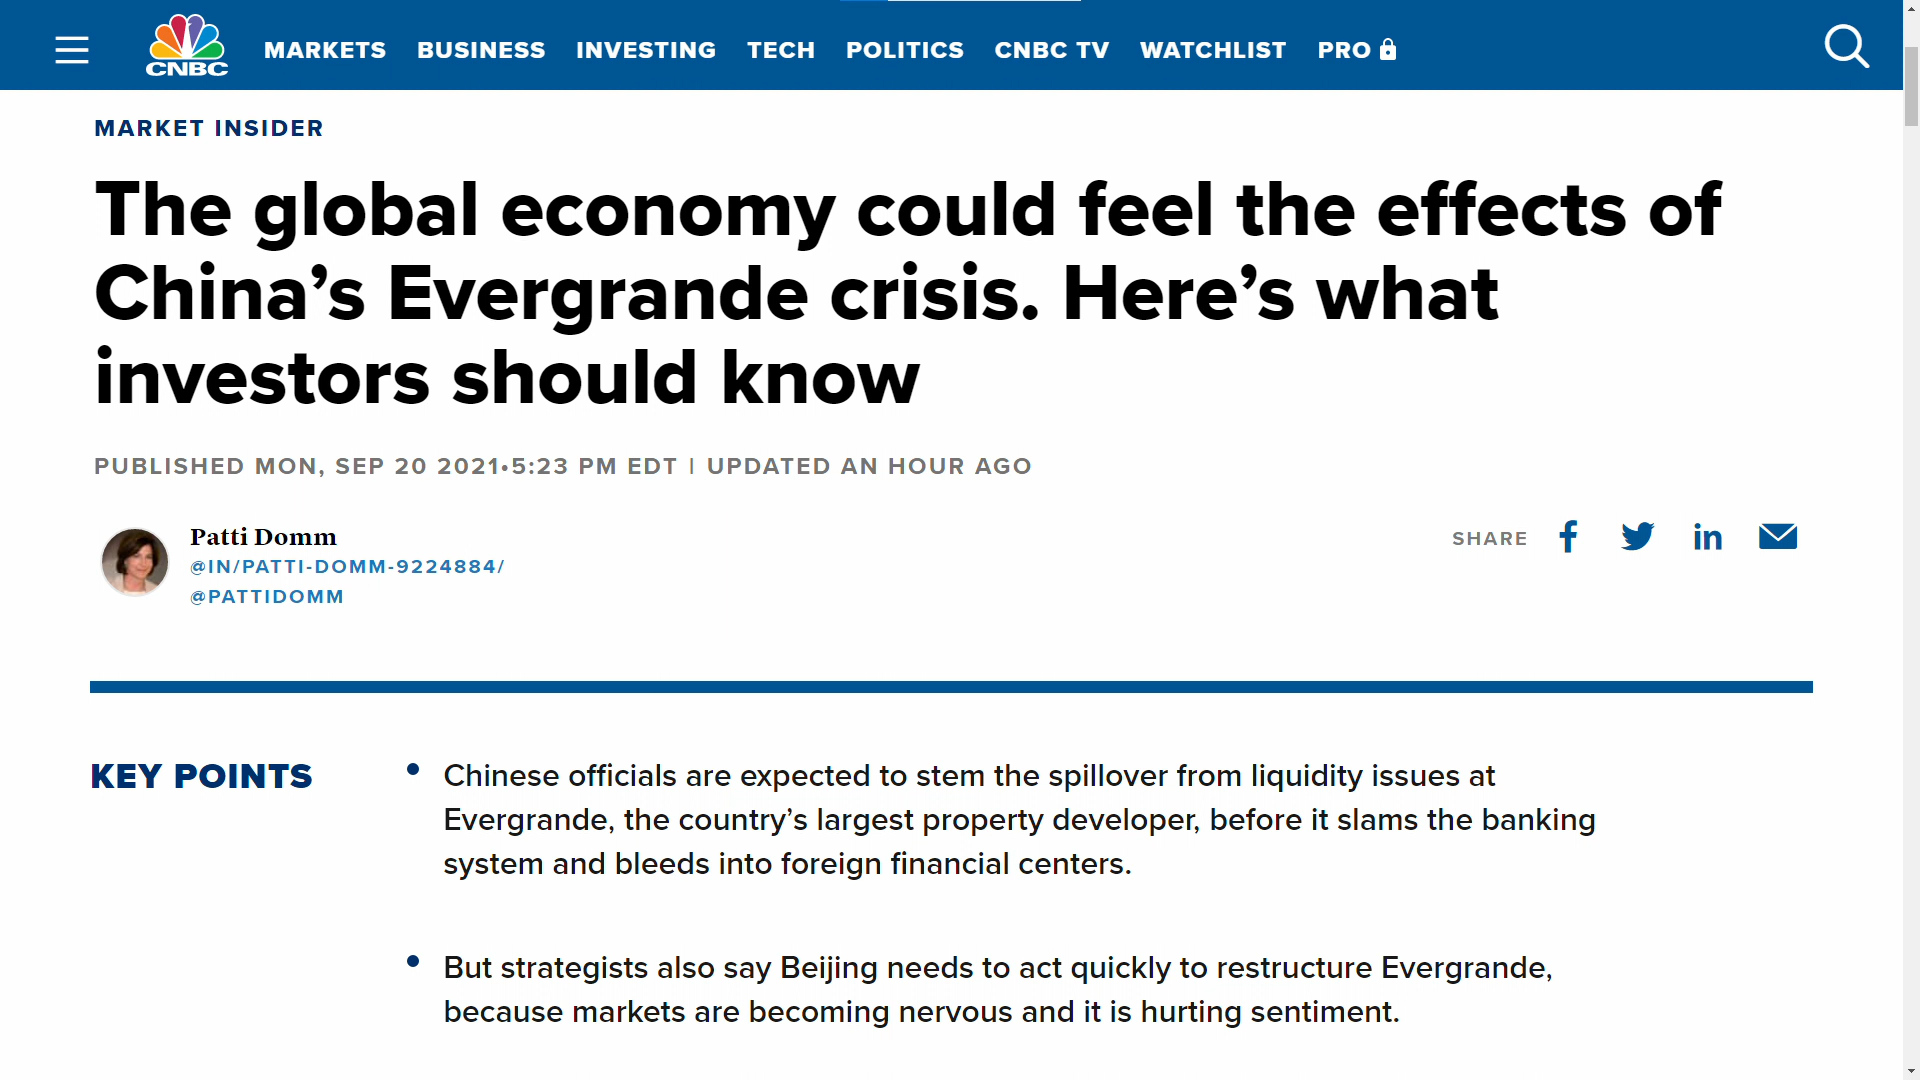 CNBC
MARKETS BUSINESS INVESTING TECH POLITICS CNBC TV WATCHLIST PRO
MARKET INSIDER
The global economy could feel the effects of
China’s Evergrande crisis. Here’s what
investors should know
PUBLISHED MON, SEP 20 2021•5:23 PM EDT | UPDATED AN HOUR AGO
Patti Domm
@IN/PATTI-DOMM-9224884/
@PATTIDOMM
SHARE
KEY POINTS
• Chinese officials are expected to stem the spillover from liquidity issues at
Evergrande, the country’s largest property developer, before it slams the banking
system and bleeds into foreign financial centers.
• But strategists also say Beijing needs to act quickly to restructure Evergrande,
because markets are becoming nervous and it is hurting sentiment.